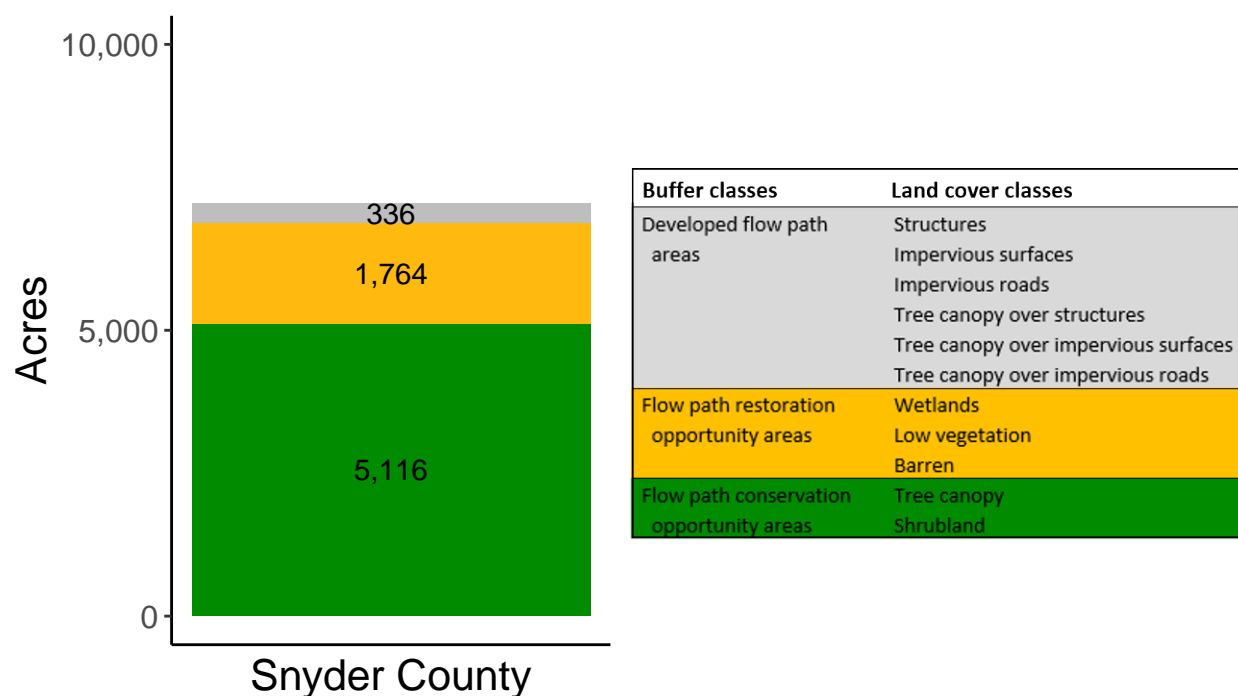 10,000
5,000
0
Acres
336
1,764
5,116
Snyder County
Buffer classes Land cover classes
Developed flow path Structures
areas Impervious surfaces
Impervious roads
Tree canopy over structures
Tree canopy over impervious surfaces
Tree canopy over impervious roads
Flow path restoration Wetlands
opportunity areas Low vegetation
Barren
Flow path conservation Tree canopy
opportunity areas Shrubland